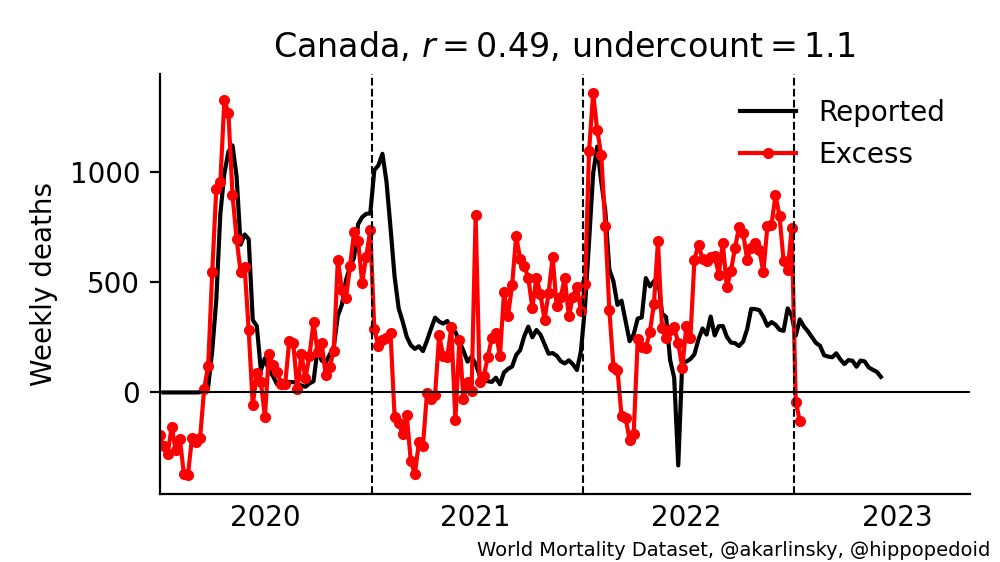 Canada, r = 0.49, undercount = 1.1
Reported
Excess
Weekly deaths
1000
500
0
2020 2021 2022 2023
World Mortality Dataset, @akarlinsky, @hippopedoid